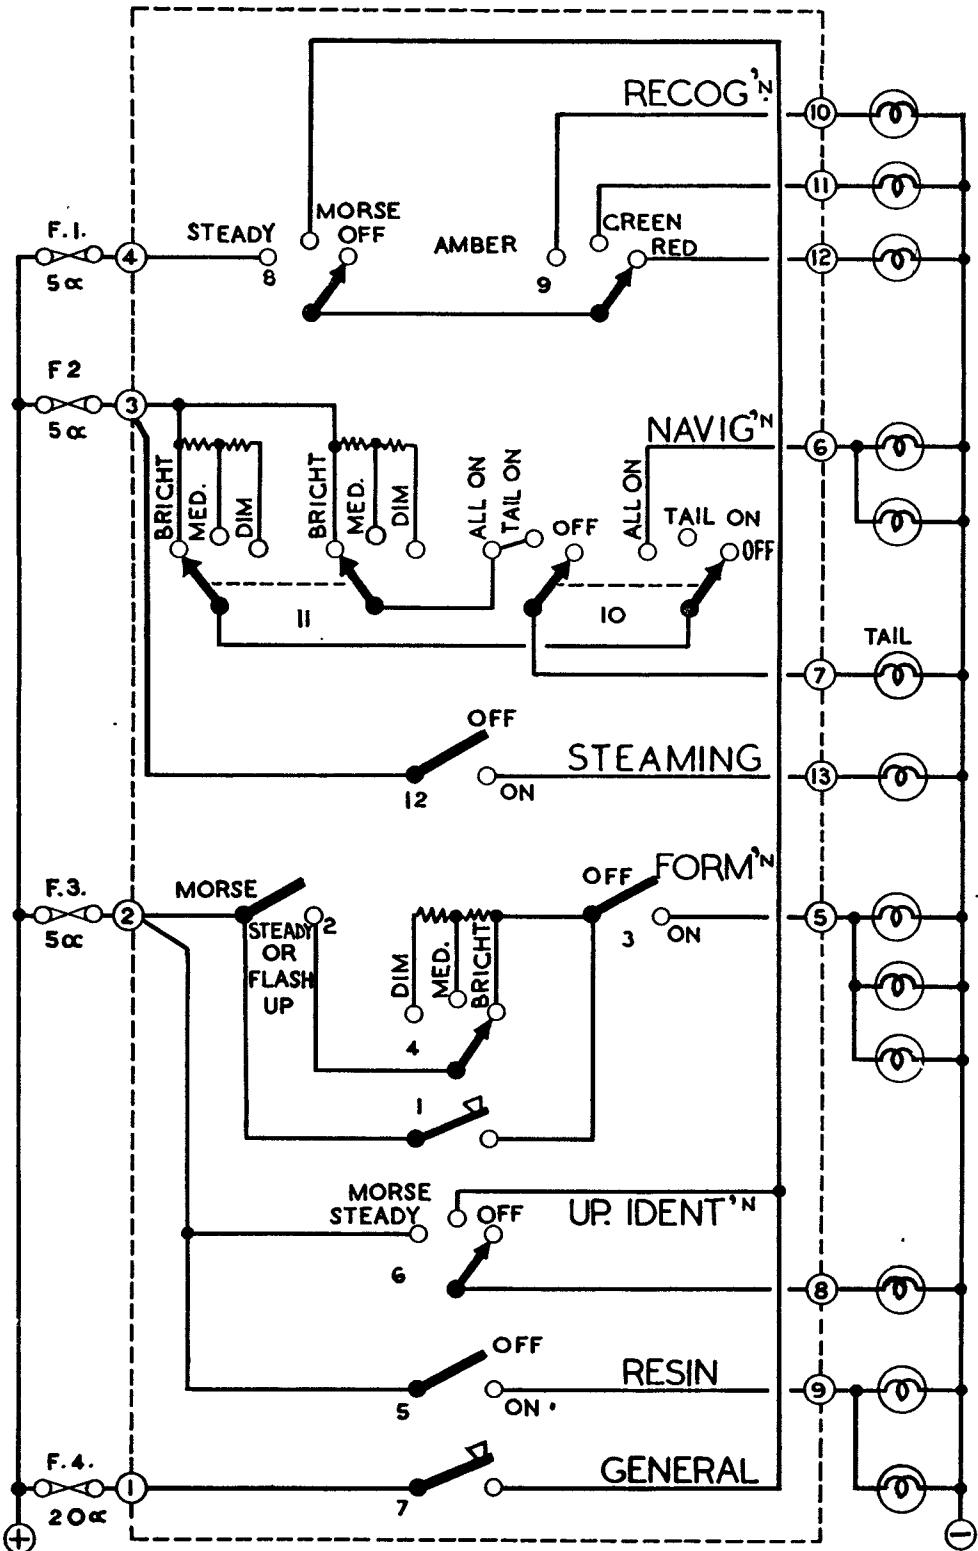 RECOG'N.
10
11
MORSE
F.1.
STEADY
OFF
GREEN
AMBER
RED
4
12
5α
8
9
F2
3
5α
NAVIG'N
6
BRIGHT
MED.
DIM
BRIGHT
MED.
DIM
ALL ON
TAIL ON
OFF
ALL ON
TAIL ON
OFF
11
10
TAIL
7
OFF
STEAMING
13
12
ON
FORM'N
OFF
F.3.
MORSE
2
2
5
5α
STEADY
OR
FLASH
UP
DIM
MED.
BRIGHT
3
ON
4
1
MORSE
STEADY
OFF
UP. IDENT'N
6
8
OFF
RESIN
9
5
ON.
F.4.
GENERAL
1
20α
7
+
−